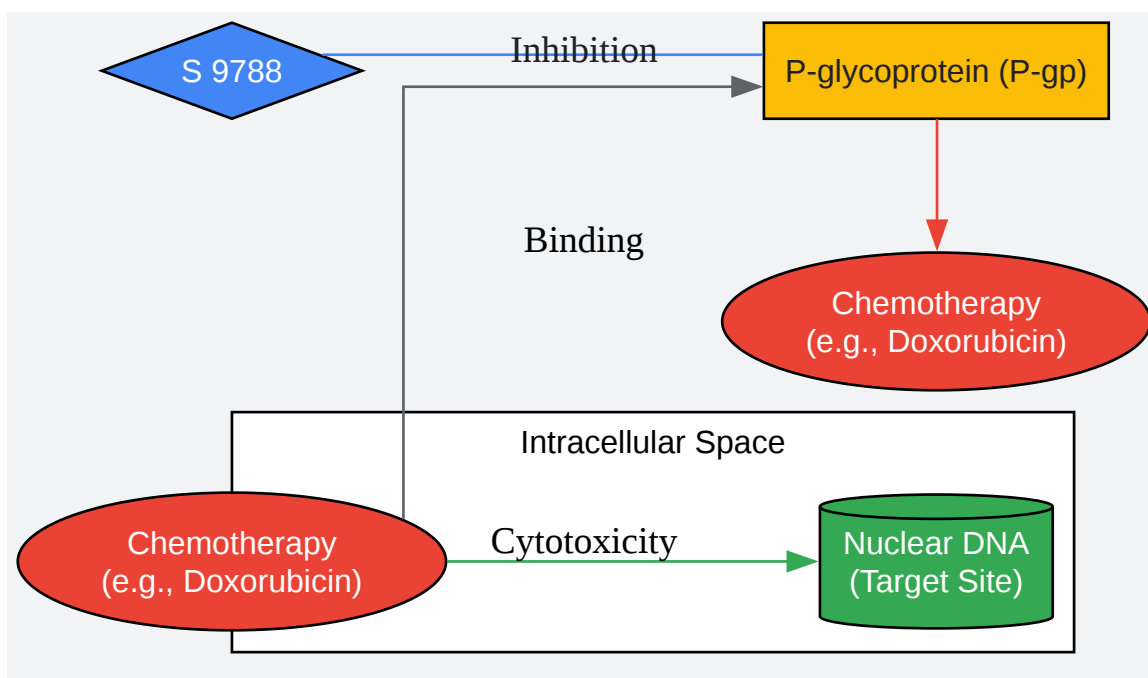 S 9788
Inhibition
P-glycoprotein (P-gp)
Binding
Chemotherapy
(e.g., Doxorubicin)
Intracellular Space
Chemotherapy
(e.g., Doxorubicin)
Cytotoxicity
Nuclear DNA
(Target Site)